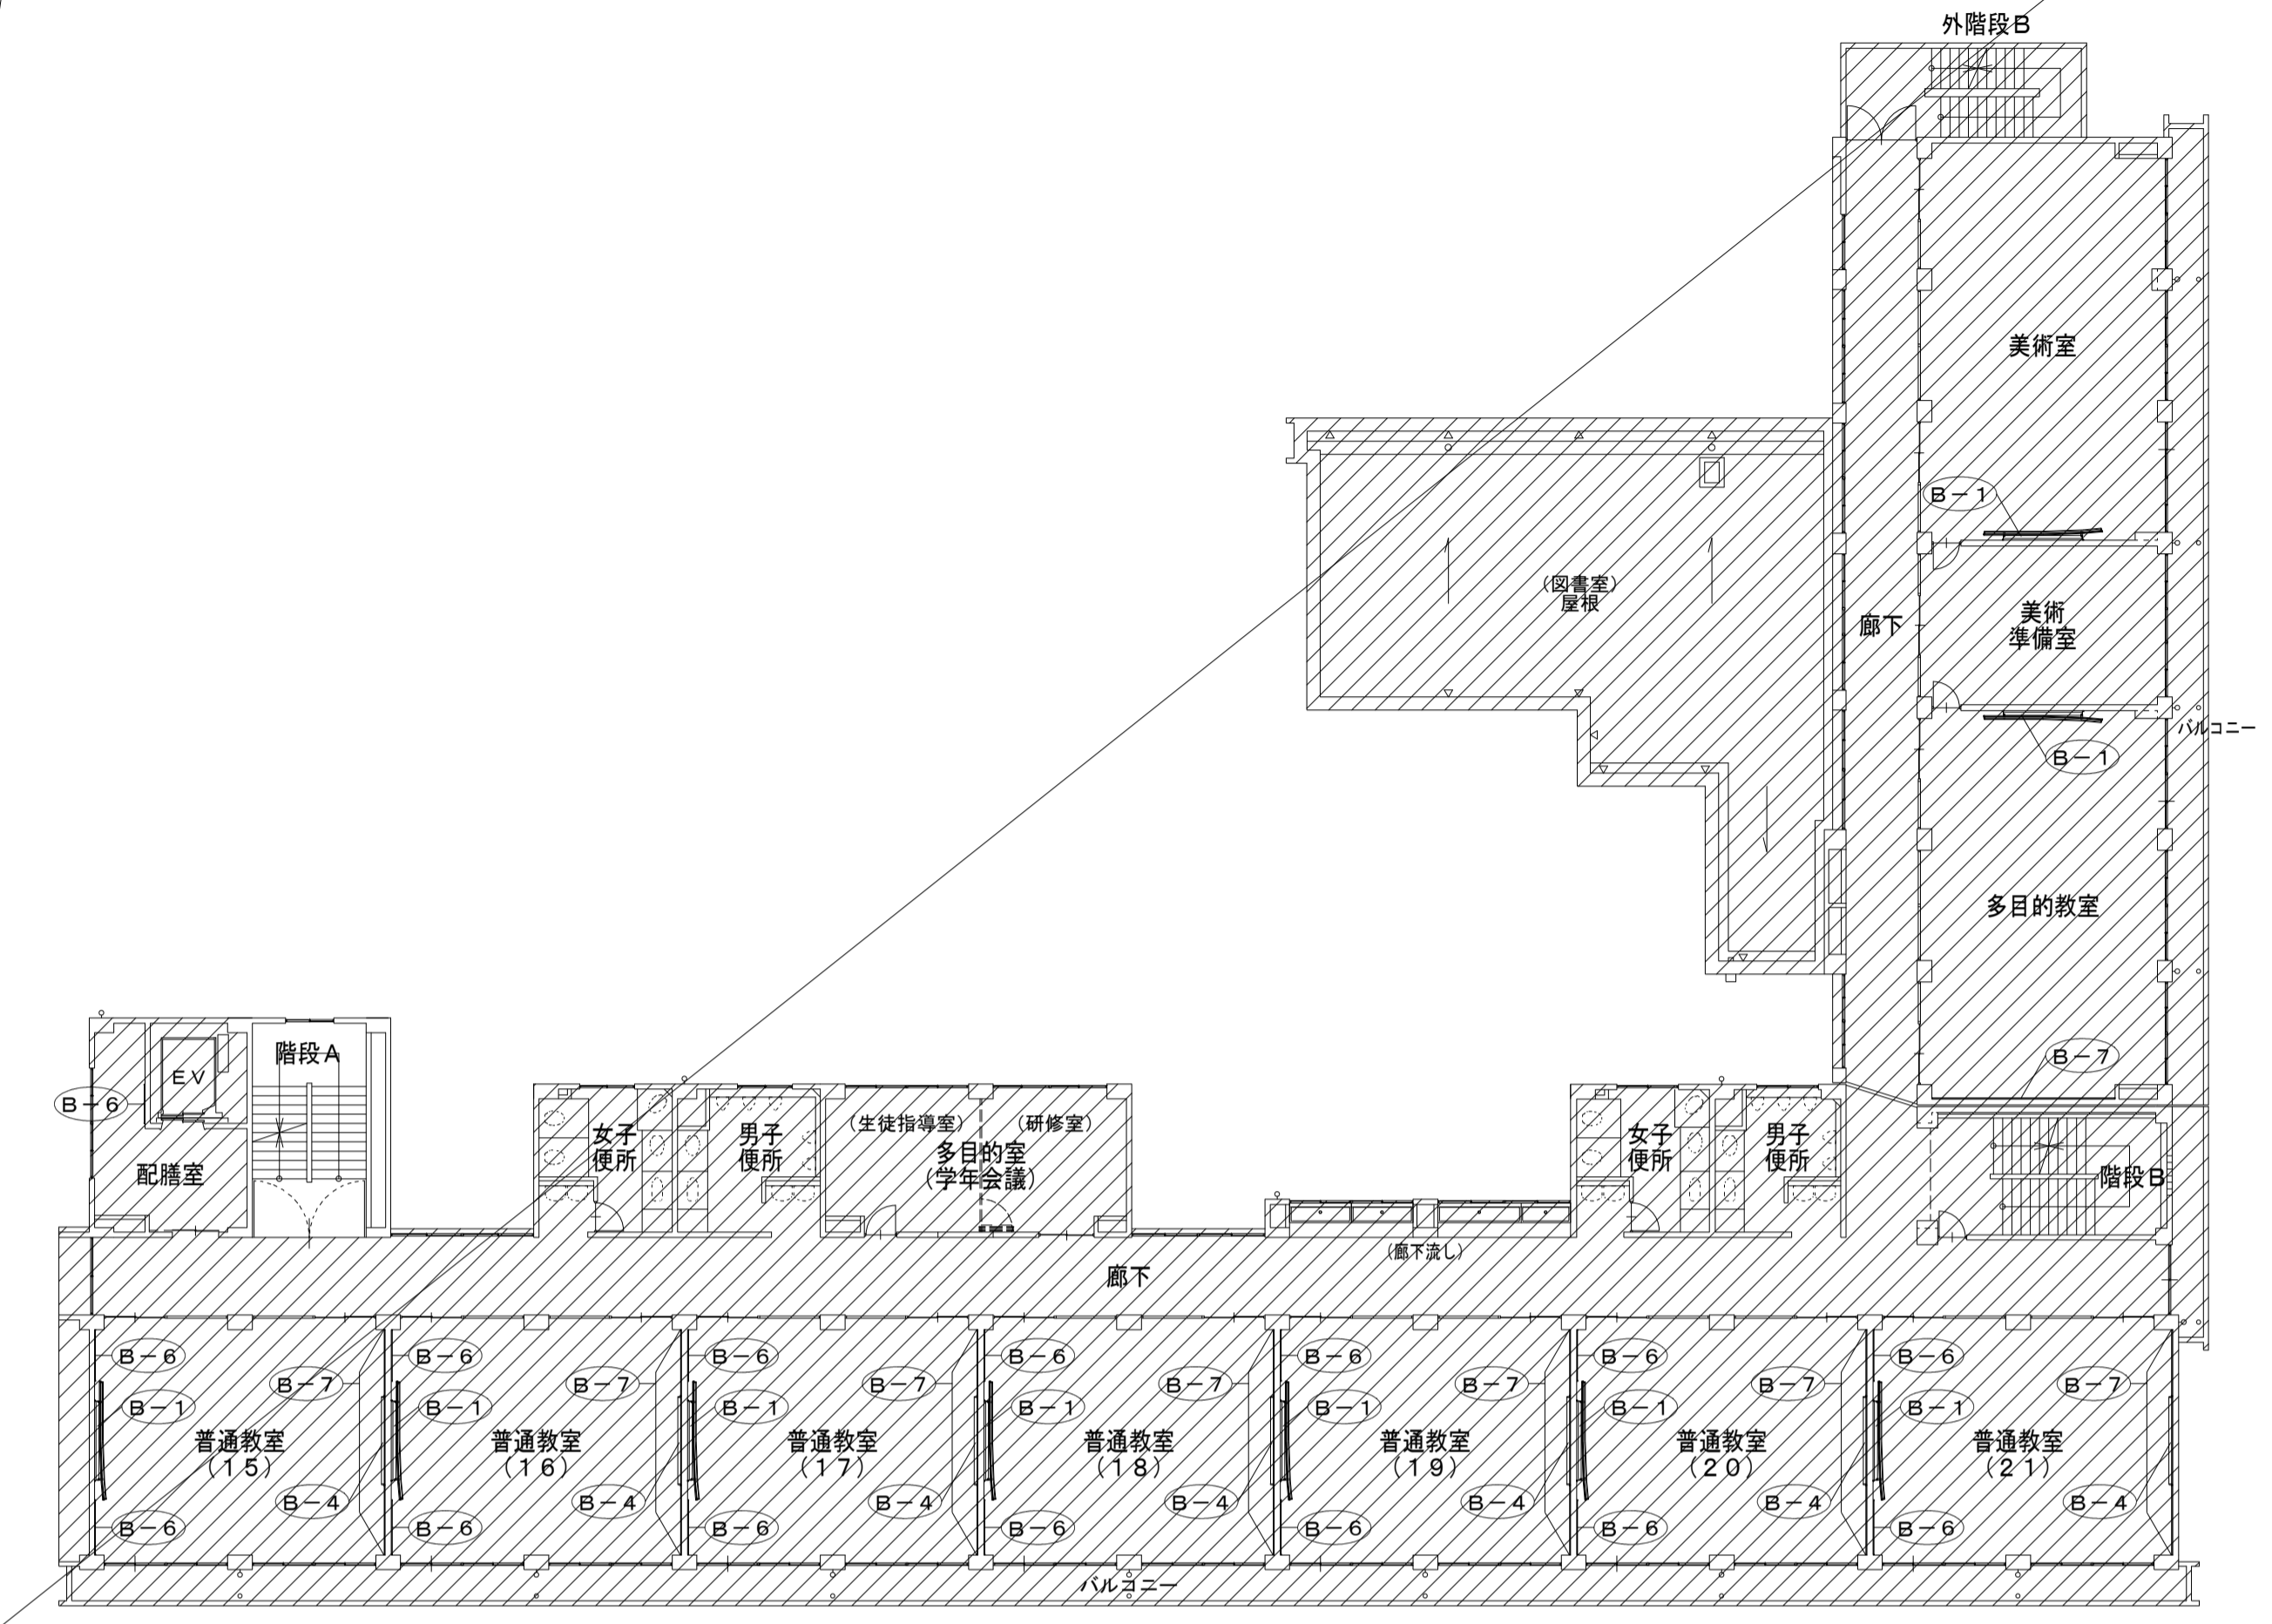 外階段B
美術室
B－1
(図書室)
屋根
廊下
美術
準備室
バルコニー
B－1
多目的教室
B－7
階段A
EV
B－6
配膳室
女子
便所
男子
便所
(生徒指導室)
(研修室)
多目的室
(学年会議)
女子
便所
男子
便所
階段B
(廊下流し)
廊下
B－6
B－7
B－1
普通教室
(15)
B－4
B－6
B－6
B－7
B－1
普通教室
(16)
B－4
B－6
B－6
B－7
B－1
普通教室
(17)
B－4
B－6
B－6
B－7
B－1
普通教室
(18)
B－4
B－6
B－6
B－7
B－1
普通教室
(19)
B－4
B－6
B－6
B－7
B－1
普通教室
(20)
B－4
B－6
B－6
B－7
B－1
普通教室
(21)
B－4
B－6
バルコニー